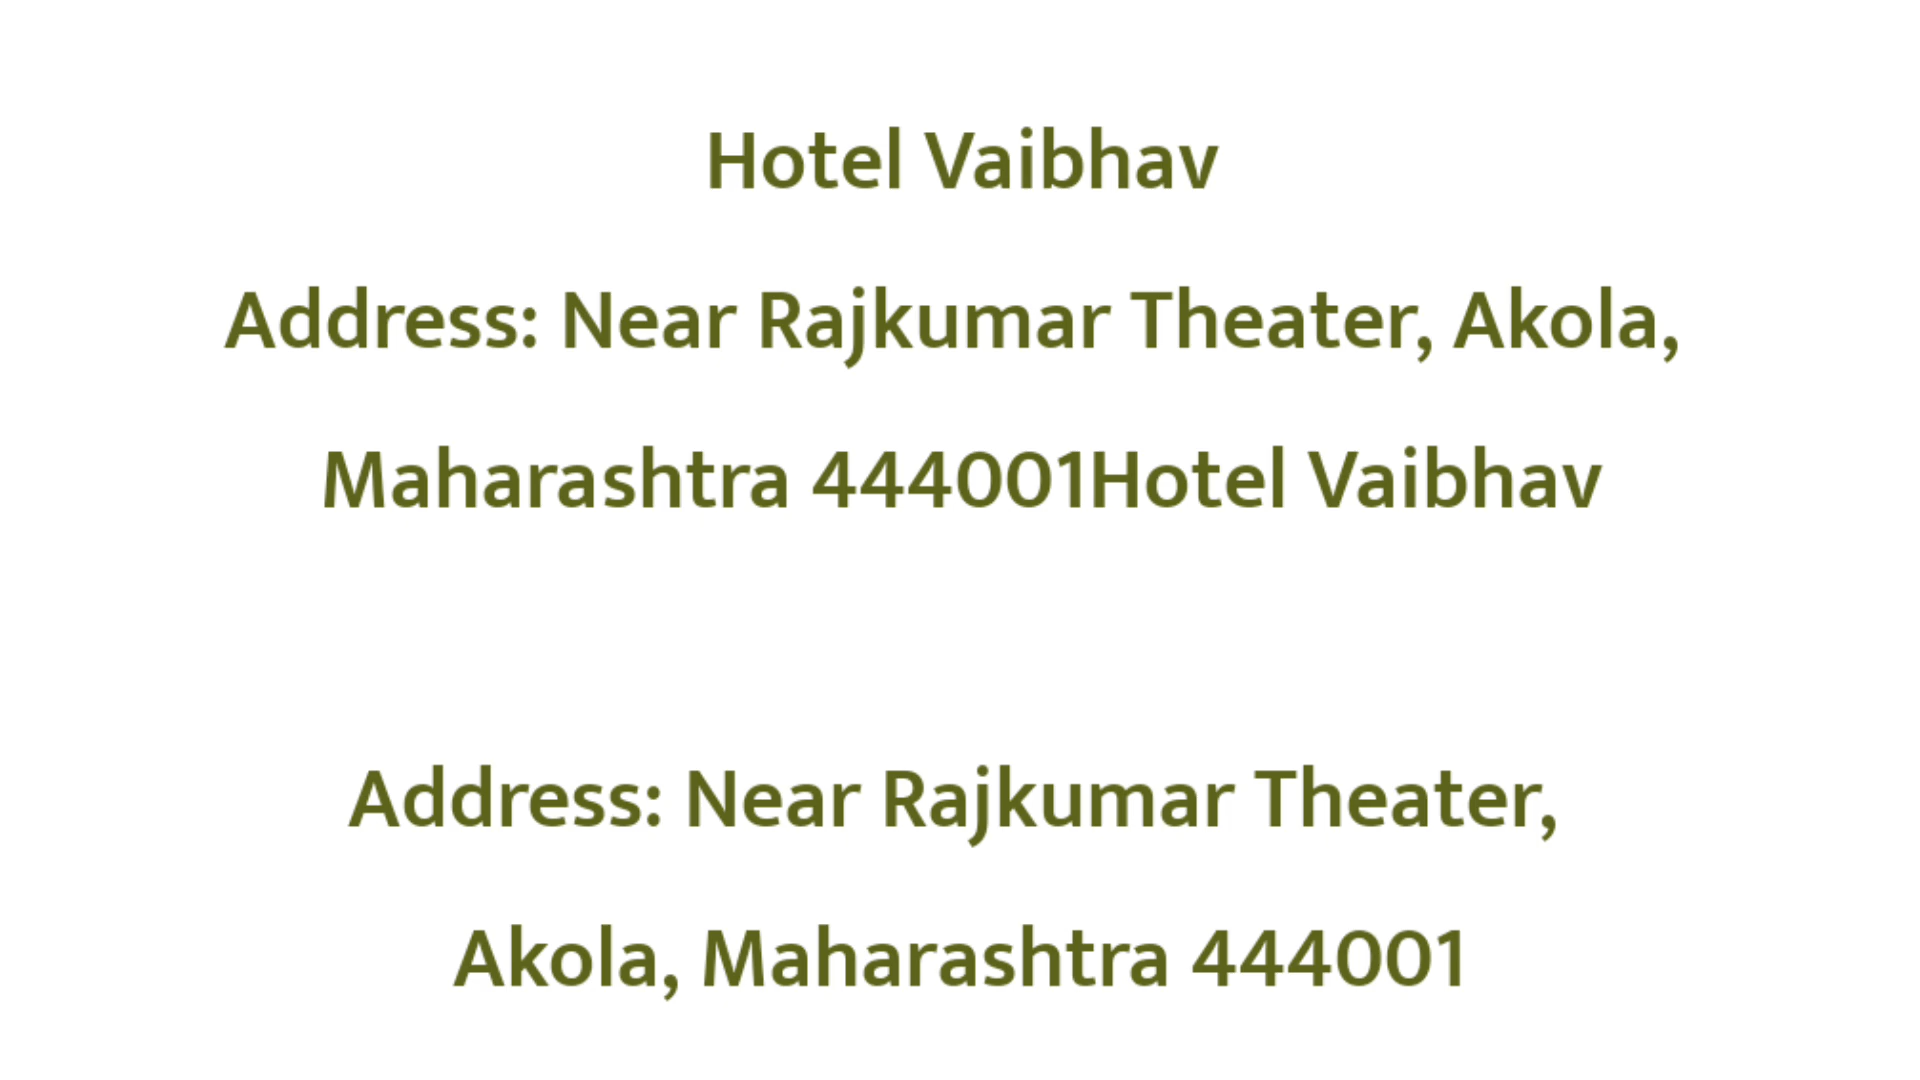 Hotel Vaibhav
Address: Near Rajkumar Theater, Akola,
Maharashtra 444001Hotel Vaibhav
Address: Near Rajkumar Theater,
Akola, Maharashtra 444001